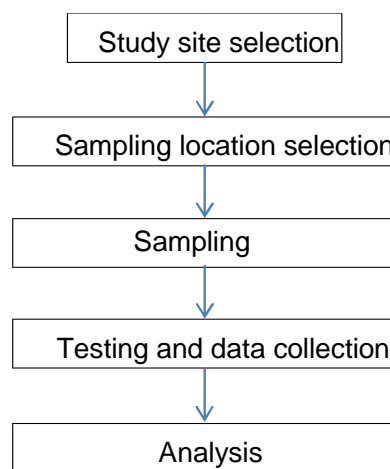 Study site selection
Sampling location selection
Sampling
Testing and data collection
Analysis